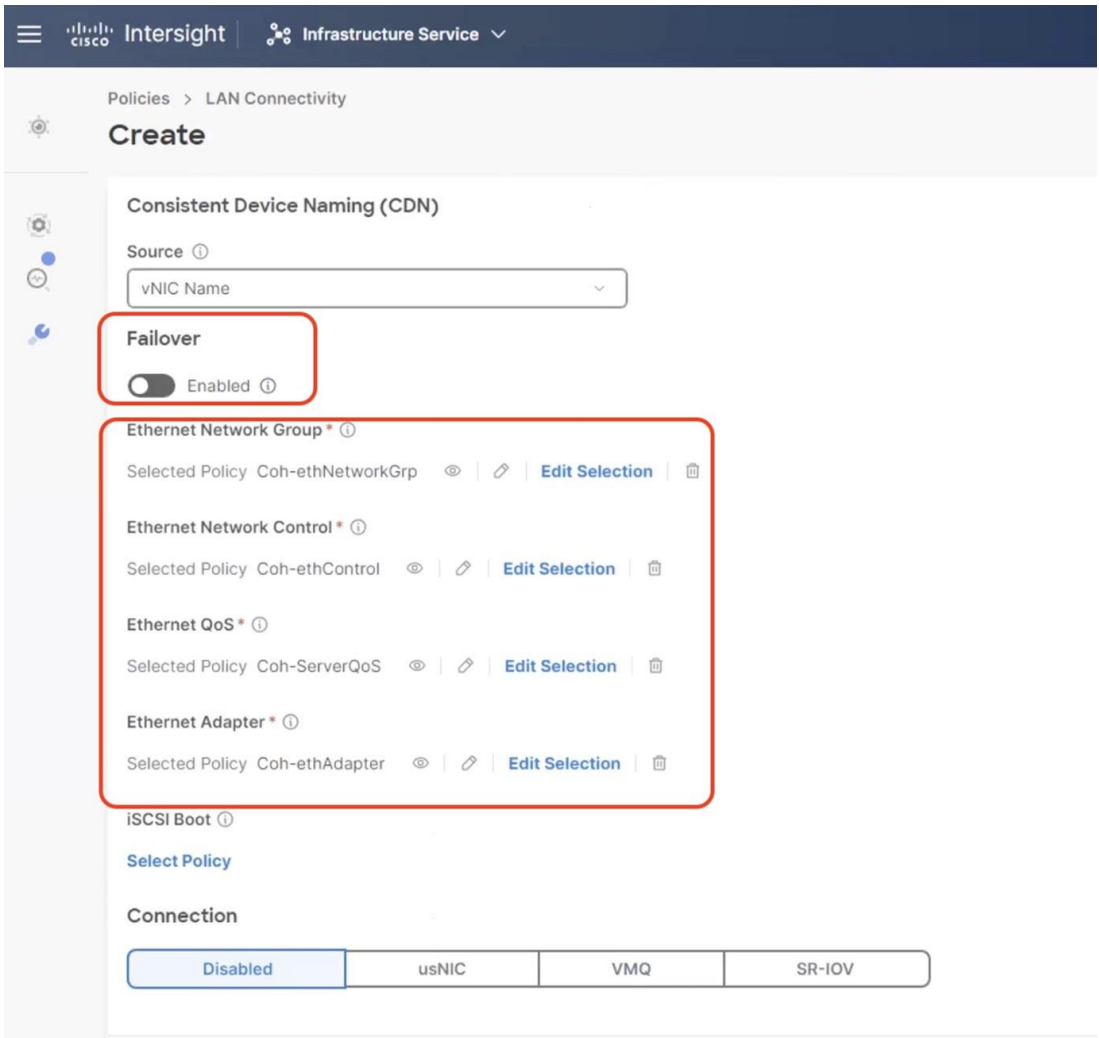 CISCO Intersight Infrastructure Service
Policies > LAN Connectivity
Create
Consistent Device Naming (CDN)
Source
vNIC Name
Failover
Enabled
Ethernet Network Group *
Selected Policy Coh-ethNetworkGrp Edit Selection
Ethernet Network Control *
Selected Policy Coh-ethControl Edit Selection
Ethernet QoS *
Selected Policy Coh-ServerQoS Edit Selection
Ethernet Adapter *
Selected Policy Coh-ethAdapter Edit Selection
iSCSI Boot
Select Policy
Connection
Disabled usNIC VMQ SR-IOV